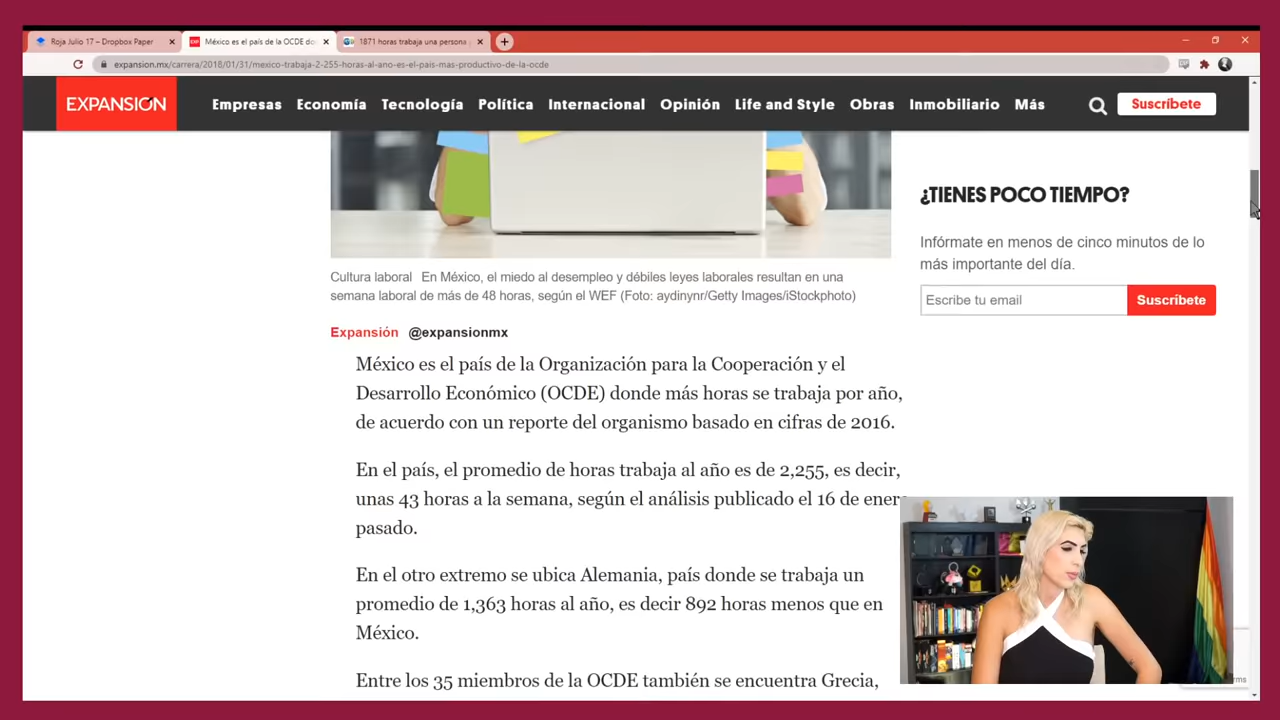 Roja Julio 17 – Dropbox Paper
México es el país de la OCDE do
1871 horas trabaja una persona
expansion.mx/carrera/2018/01/31/mexico-trabaja-2-255-horas-al-ano-es-el-pais-mas-productivo-de-la-ocde
EXPANSIÓN
Empresas Economía Tecnología Política Internacional Opinión Life and Style Obras Inmobiliario Más
Suscríbete
¿TIENES POCO TIEMPO?
Infórmate en menos de cinco minutos de lo
más importante del día.
Escribe tu email
Suscríbete
Cultura laboral En México, el miedo al desempleo y débiles leyes laborales resultan en una
semana laboral de más de 48 horas, según el WEF (Foto: aydinynr/Getty Images/iStockphoto)
Expansión @expansionmx
México es el país de la Organización para la Cooperación y el
Desarrollo Económico (OCDE) donde más horas se trabaja por año,
de acuerdo con un reporte del organismo basado en cifras de 2016.
En el país, el promedio de horas trabaja al año es de 2,255, es decir,
unas 43 horas a la semana, según el análisis publicado el 16 de enero
pasado.
En el otro extremo se ubica Alemania, país donde se trabaja un
promedio de 1,363 horas al año, es decir 892 horas menos que en
México.
Entre los 35 miembros de la OCDE también se encuentra Grecia,